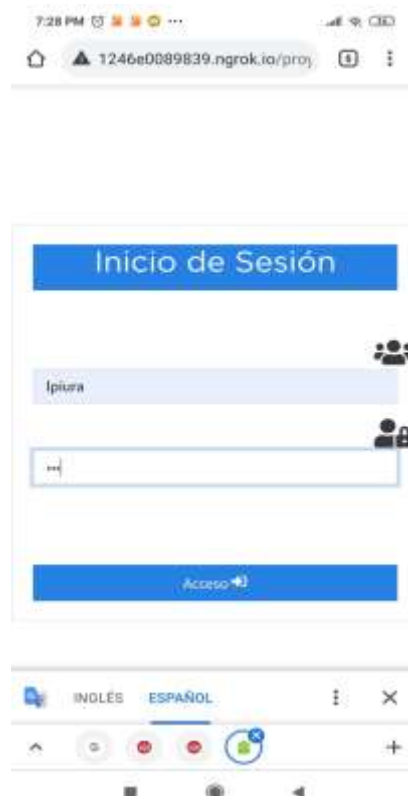 7:28 PM
1246e0089839.ngrok.io/proy
Inicio de Sesión
lpiura
Acceso
INGLÉS ESPAÑOL